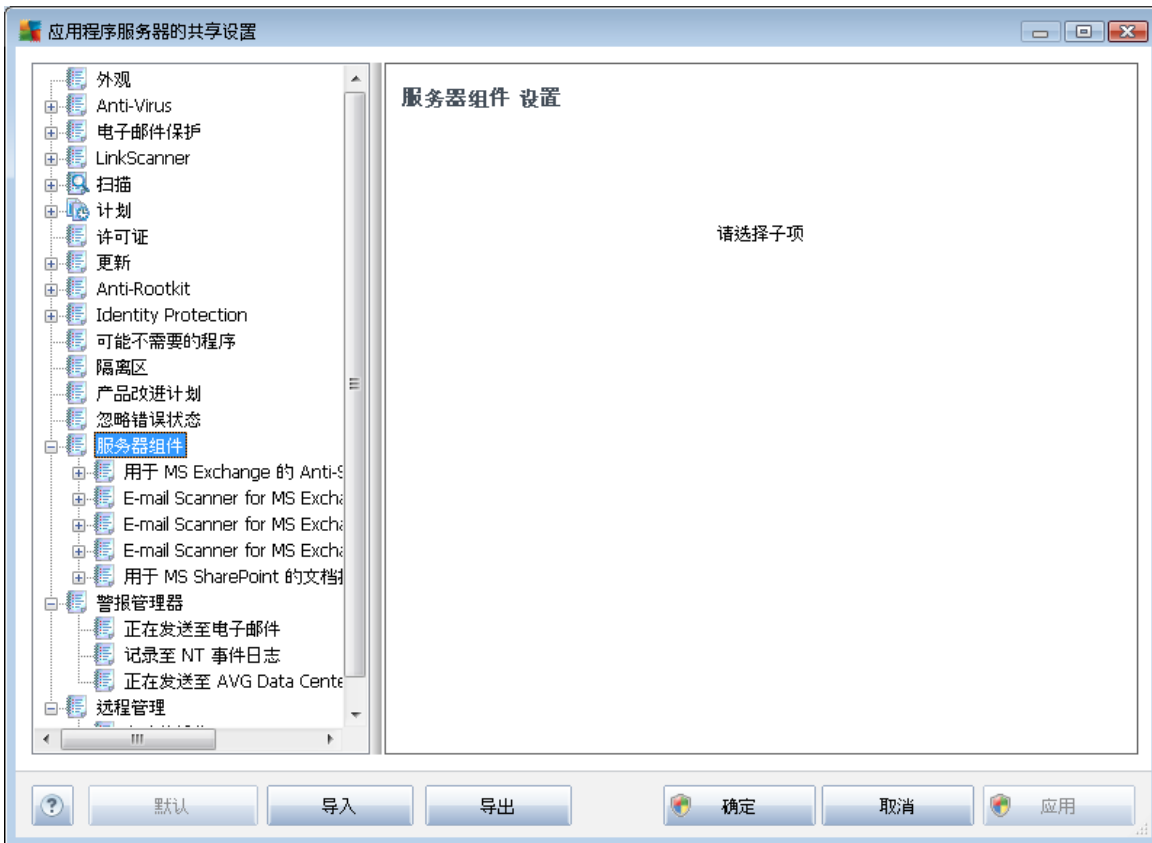 应用程序服务器的共享设置
外观
Anti-Virus
电子邮件保护
LinkScanner
扫描
计划
许可证
更新
Anti-Rootkit
Identity Protection
可能不需要的程序
隔离区
产品改进计划
忽略错误状态
服务器组件
用于 MS Exchange 的 Anti-S
E-mail Scanner for MS Excha
E-mail Scanner for MS Excha
E-mail Scanner for MS Excha
用于 MS SharePoint 的文档
警报管理器
正在发送至电子邮件
记录至 NT 事件日志
正在发送至 AVG Data Cente
远程管理
服务器组件 设置
请选择子项
默认
导入
导出
确定
取消
应用